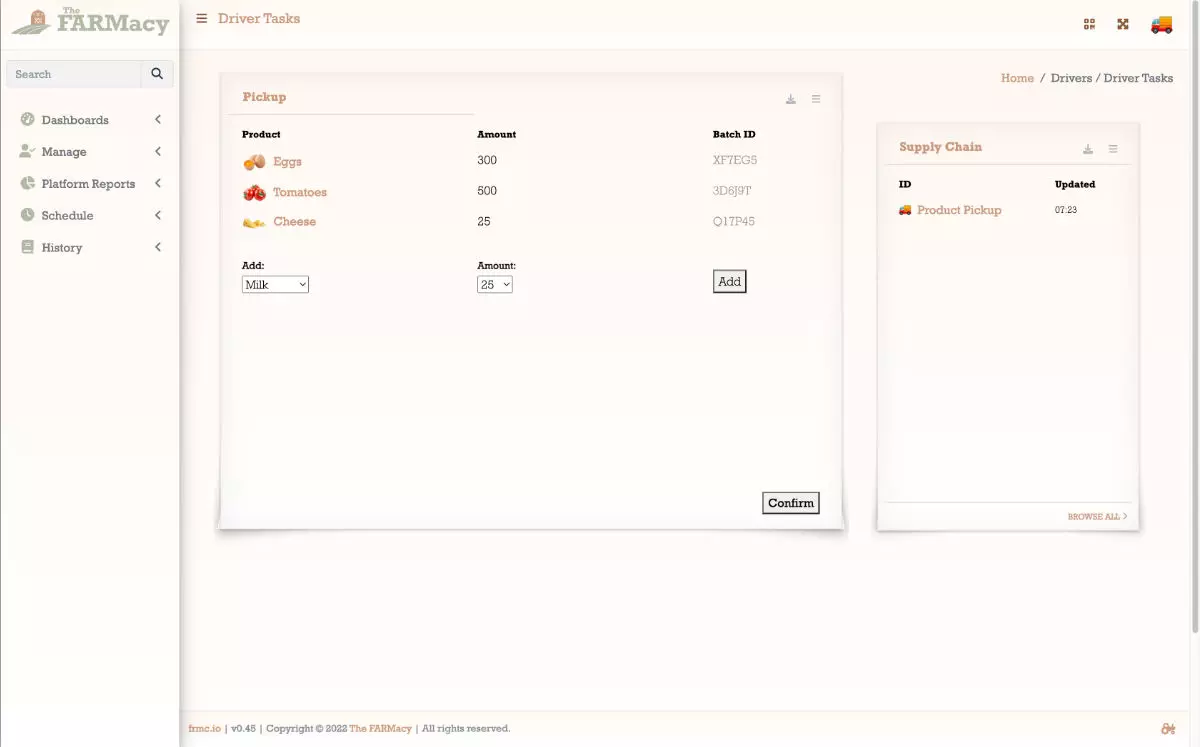 The
FARMacy
Driver Tasks
Search
Dashboards
Manage
Platform Reports
Schedule
History
Home / Drivers / Driver Tasks
Pickup
Product Amount Batch ID
Eggs 300 XF7EG5
Tomatoes 500 3D6J9T
Cheese 25 Q17P45
Add: Amount:
Milk 25 Add
Confirm
Supply Chain
ID Updated
Product Pickup 07:23
BROWSE ALL
frmc.io | v0.45 | Copyright © 2022 The FARMacy | All rights reserved.